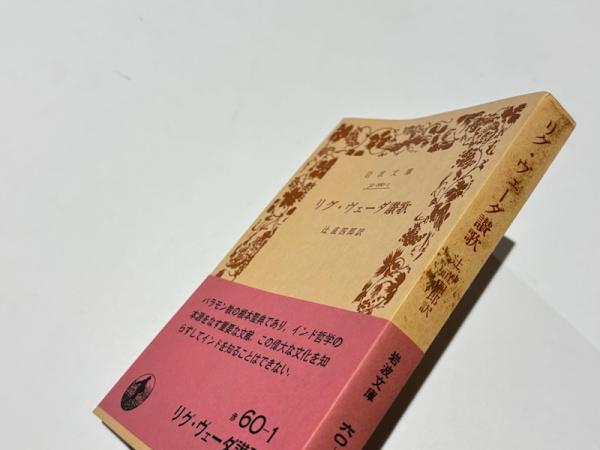 岩波文庫
リグ・ヴェーダ讃歌
辻直四郎訳
バラモン教の根本聖典であり，インド哲学の
本源をなす重要な文献．この偉大な文化を知
らずしてインドを知ることはできない．
赤60-1
リグ・ヴェーダ讃
リグ・ヴェーダ讃歌
辻 直四郎訳
岩波文庫